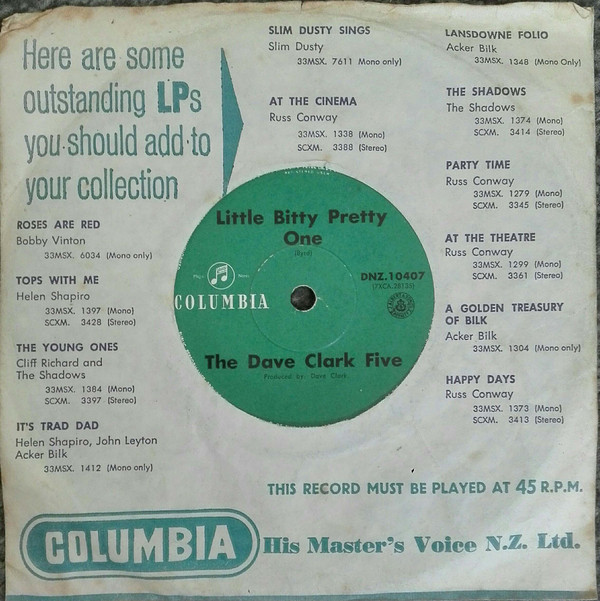 Here are some
outstanding LPs
you·should add·to
your collection
ROSES ARE RED
Bobby Vinton
33MSX. 6034 (Mono only)
TOPS WITH ME
Helen Shapiro
33MSX. 1397 (Mono)
SCXM. 3428 (Stereo)
THE YOUNG ONES
Cliff Richard and
The Shadows
33MSX. 1384 (Mono)
SCXM. 3397 (Stereo)
IT'S TRAD DAD
Helen Shapiro, John Leyton
Acker Bilk
33MSX. 1412 (Mono only)
SLIM DUSTY SINGS
Slim Dusty
33MSX. 7611 Mono only)
AT THE CINEMA
Russ Conway
33MSX. 1338 (Mono)
SCXM. 3388 (Stereo)
LANSDOWNE FOLIO
Acker Bilk
33MSX. 1348 (Mono Only)
THE SHADOWS
The Shadows
33MSX. 1374 (Mono)
SCXM. 3414 (Stereo)
PARTY TIME
Russ Conway
33MSX. 1279 (Mono)
SCXM. 3345 (Stereo)
AT THE THEATRE
Russ Conway
33MSX. 1299 (Mono)
SCXM. 3361 (Stereo)
A GOLDEN TREASURY
OF BILK
Acker Bilk
33MSX. 1304 (Mono only)
HAPPY DAYS
Russ Conway
33MSX. 1373 (Mono)
SCXM. 3413 (Stereo)
Little Bitty Pretty
One
(Byrd)
DNZ.10407
COLUMBIA
The Dave Clark Five
Produced by: Dave Clark
THIS RECORD MUST BE PLAYED AT 45 R.P.M.
COLUMBIA
His Master's Voice N.Z. Ltd.